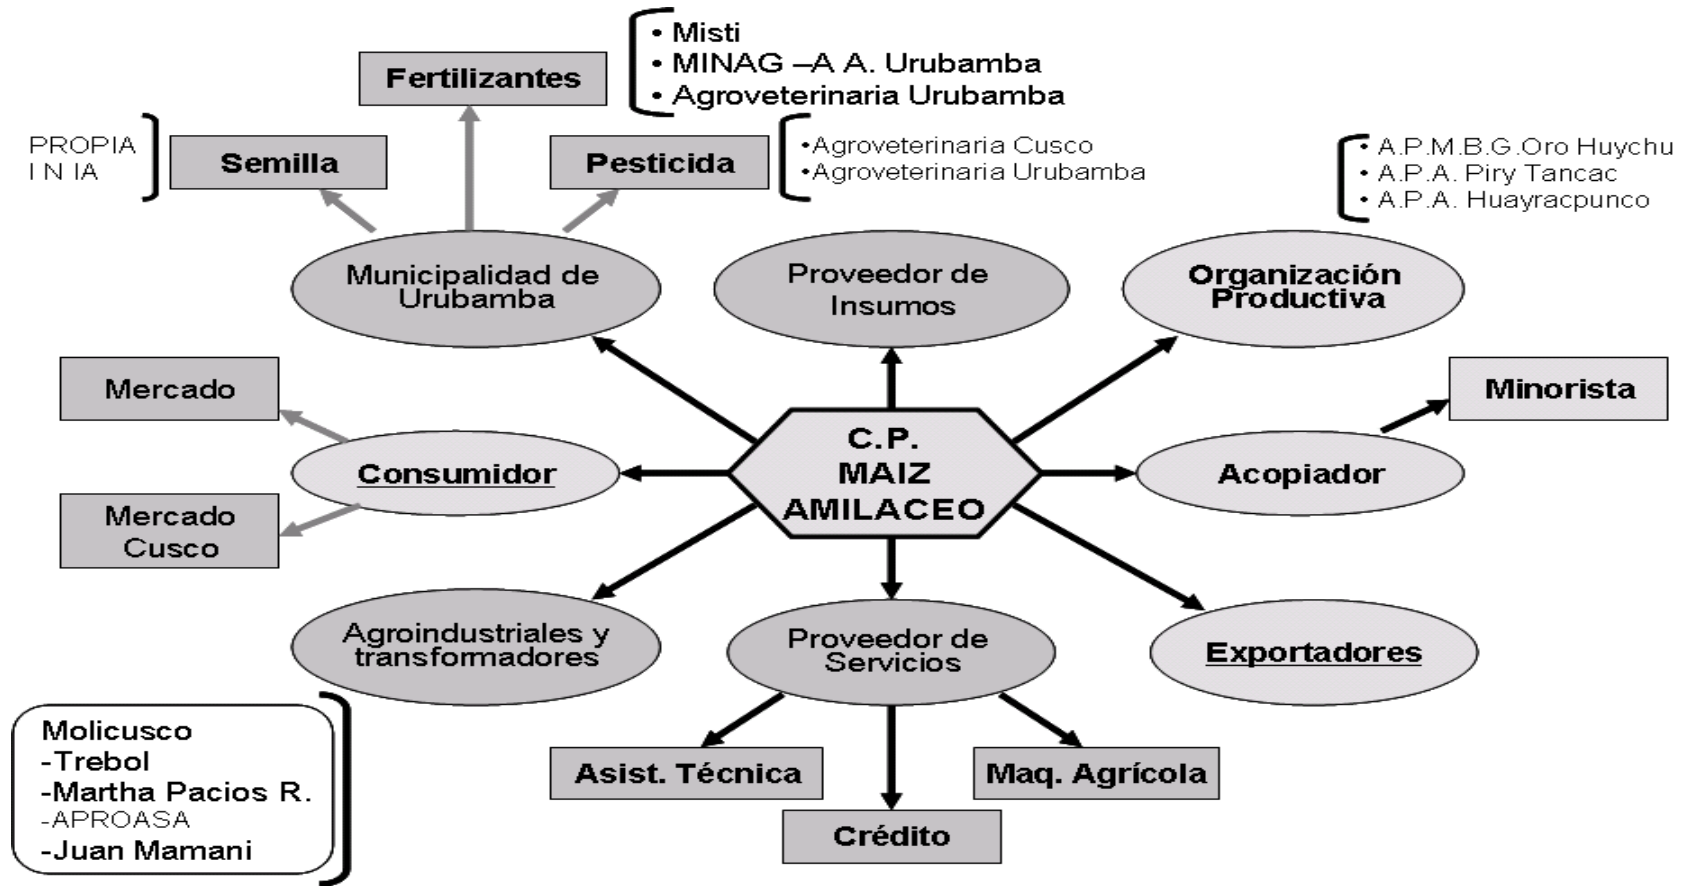 • Misti
• MINAG –A A. Urubamba
• Agroveterinaria Urubamba
Fertilizantes
PROPIA
I N IA
Semilla
Pesticida
•Agroveterinaria Cusco
•Agroveterinaria Urubamba
• A.P.M.B.G.Oro Huychu
• A.P.A. Piry Tancac
• A.P.A. Huayracpunco
Municipalidad de
Urubamba
Proveedor de
Insumos
Organización
Productiva
Mercado
Minorista
Consumidor
C.P.
MAIZ
AMILACEO
Acopiador
Mercado
Cusco
Agroindustriales y
transformadores
Proveedor de
Servicios
Exportadores
Molicusco
-Trebol
-Martha Pacios R.
-APROASA
-Juan Mamani
Asist. Técnica
Maq. Agrícola
Crédito